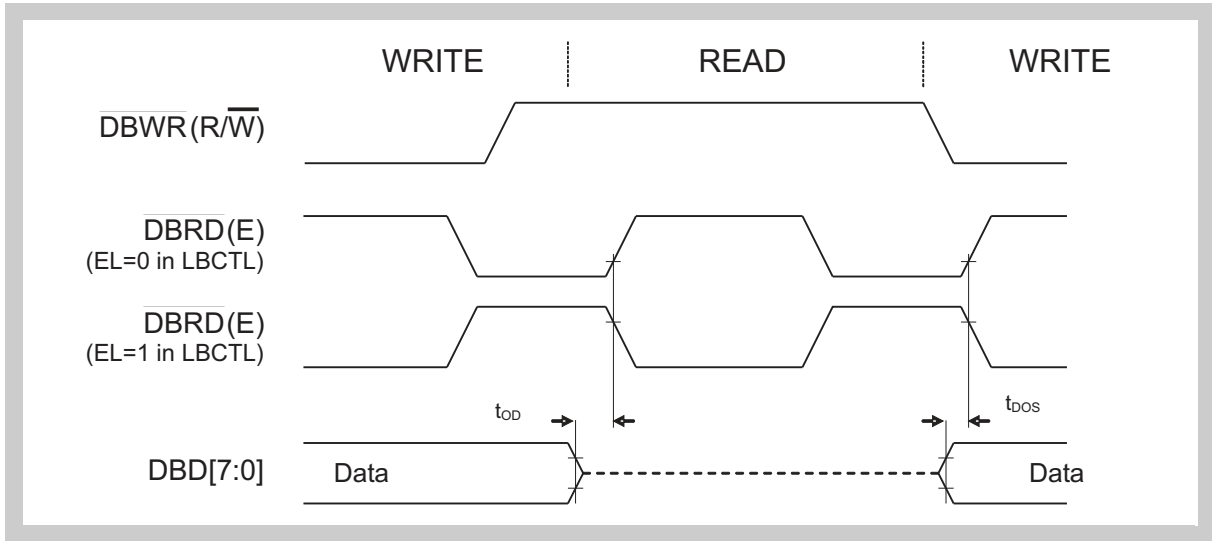 WRITE READ WRITE
DBWR (R/W)
DBRD (E)
(EL=0 in LBCTL)
DBRD (E)
(EL=1 in LBCTL)
tOD tDOS
DBD[7:0] Data Data